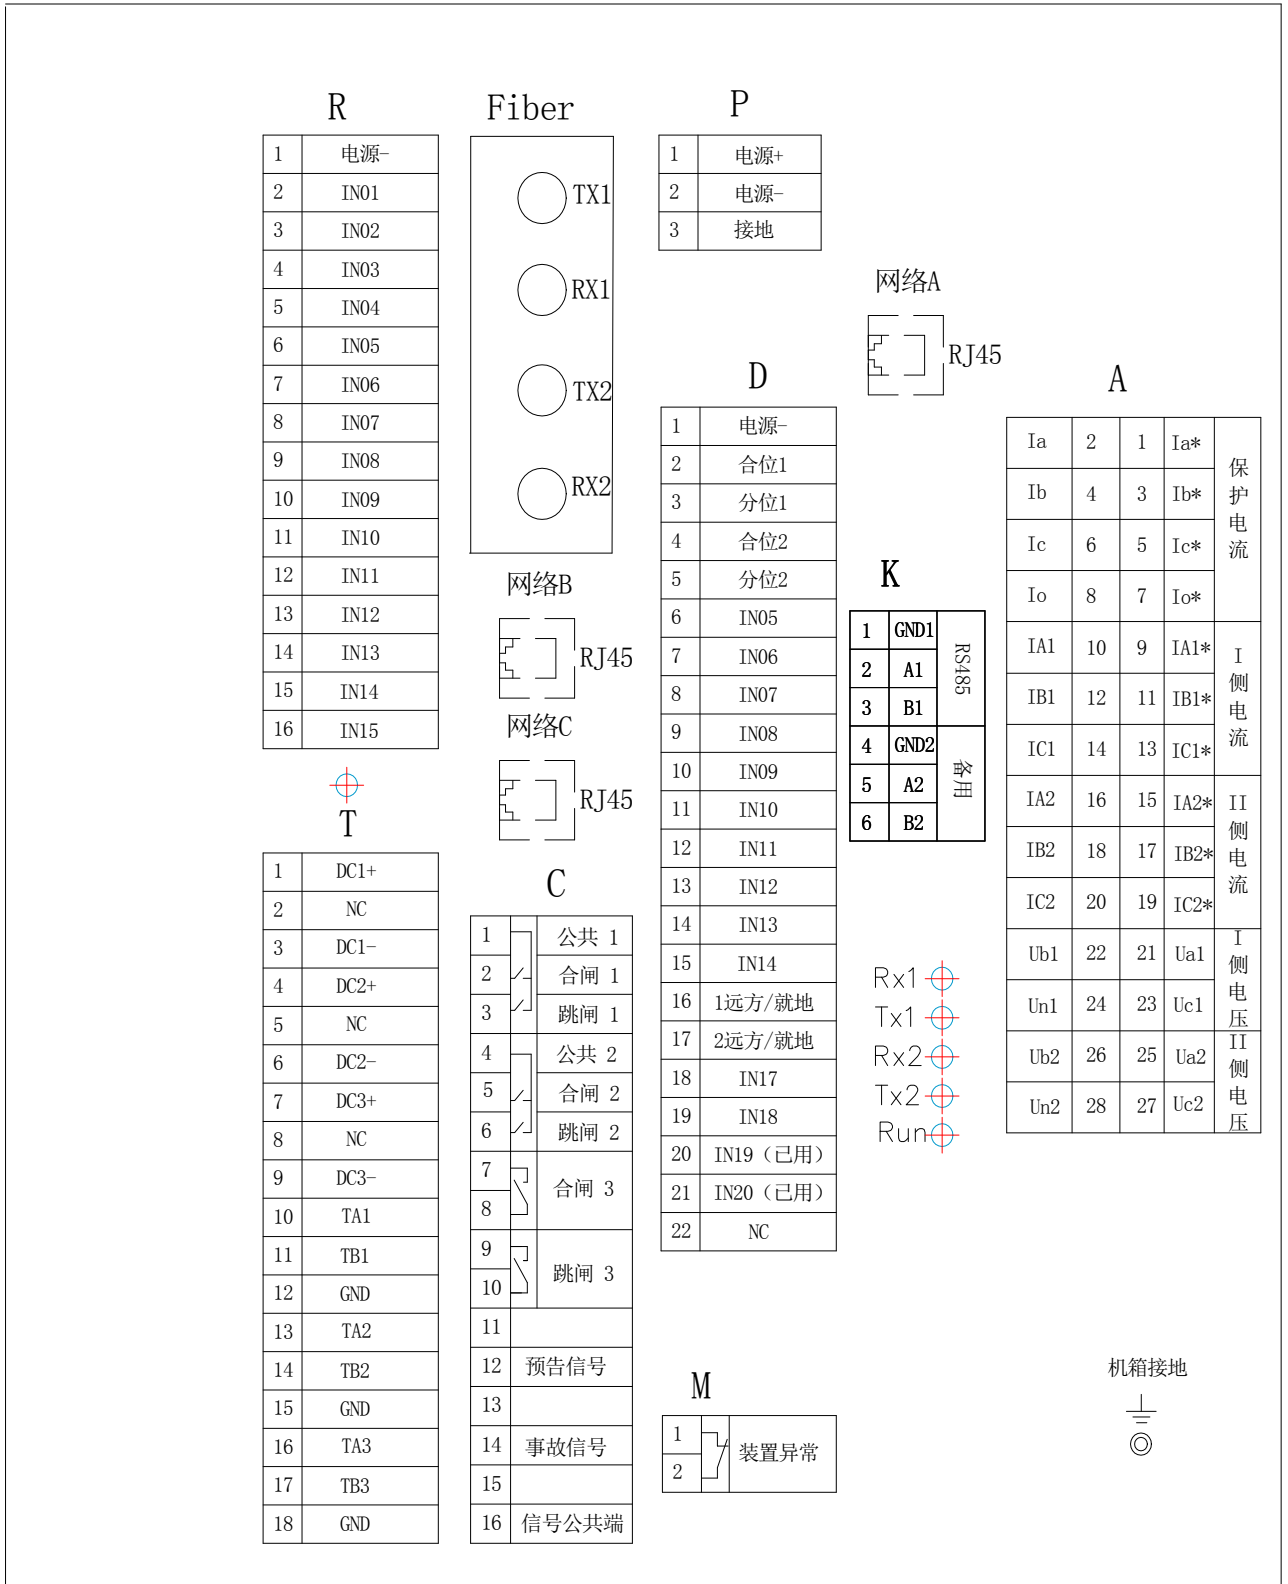 R
1 电源-
2 IN01
3 IN02
4 IN03
5 IN04
6 IN05
7 IN06
8 IN07
9 IN08
10 IN09
11 IN10
12 IN11
13 IN12
14 IN13
15 IN14
16 IN15
T
1 DC1+
2 NC
3 DC1-
4 DC2+
5 NC
6 DC2-
7 DC3+
8 NC
9 DC3-
10 TA1
11 TB1
12 GND
13 TA2
14 TB2
15 GND
16 TA3
17 TB3
18 GND
Fiber
TX1
RX1
TX2
RX2
网络B
RJ45
网络C
RJ45
C
1 公共 1
2 合闸 1
3 跳闸 1
4 公共 2
5 合闸 2
6 跳闸 2
7
合闸 3
8
9
跳闸 3
10
11
12 预告信号
13
14 事故信号
15
16 信号公共端
P
1 电源+
2 电源-
3 接地
D
1 电源-
2 合位1
3 分位1
4 合位2
5 分位2
6 IN05
7 IN06
8 IN07
9 IN08
10 IN09
11 IN10
12 IN11
13 IN12
14 IN13
15 IN14
16 1远方/就地
17 2远方/就地
18 IN17
19 IN18
20 IN19（已用）
21 IN20（已用）
22 NC
M
1
装置异常
2
网络A
RJ45
K
1 GND1
2 A1
3 B1
RS485
4 GND2
5 A2
6 B2
备用
Rx1
Tx1
Rx2
Tx2
Run
A
Ia 2 1 Ia*
Ib 4 3 Ib*
Ic 6 5 Ic*
Io 8 7 Io*
保护电流
IA1 10 9 IA1*
IB1 12 11 IB1*
IC1 14 13 IC1*
I侧电流
IA2 16 15 IA2*
IB2 18 17 IB2*
IC2 20 19 IC2*
II侧电流
Ub1 22 21 Ua1
Un1 24 23 Uc1
I侧电压
Ub2 26 25 Ua2
Un2 28 27 Uc2
II侧电压
机箱接地